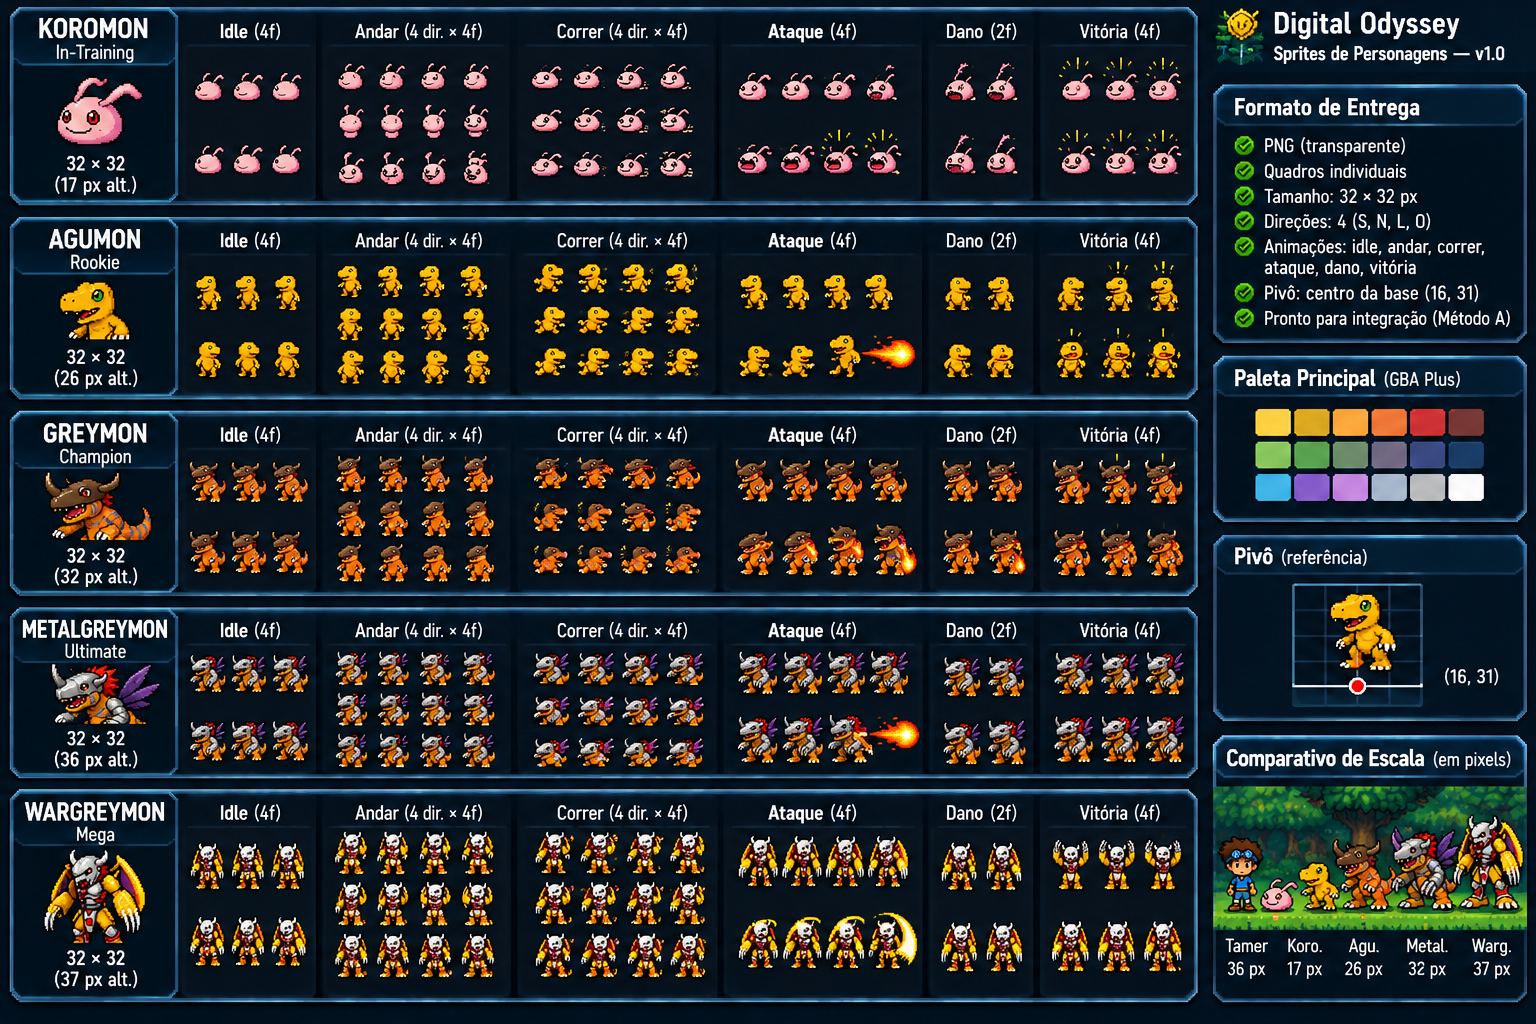 KOROMON
In-Training
32 × 32
(17 px alt.)
Idle (4f)
Andar (4 dir. × 4f)
Correr (4 dir. × 4f)
Ataque (4f)
Dano (2f)
Vitória (4f)
AGUMON
Rookie
32 × 32
(26 px alt.)
Idle (4f)
Andar (4 dir. × 4f)
Correr (4 dir. × 4f)
Ataque (4f)
Dano (2f)
Vitória (4f)
GREYMON
Champion
32 × 32
(32 px alt.)
Idle (4f)
Andar (4 dir. × 4f)
Correr (4 dir. × 4f)
Ataque (4f)
Dano (2f)
Vitória (4f)
METALGREYMON
Ultimate
32 × 32
(36 px alt.)
Idle (4f)
Andar (4 dir. × 4f)
Correr (4 dir. × 4f)
Ataque (4f)
Dano (2f)
Vitória (4f)
WARGREYMON
Mega
32 × 32
(37 px alt.)
Idle (4f)
Andar (4 dir. × 4f)
Correr (4 dir. × 4f)
Ataque (4f)
Dano (2f)
Vitória (4f)
Digital Odyssey
Sprites de Personagens — v1.0
Formato de Entrega
PNG (transparente)
Quadros individuais
Tamanho: 32 × 32 px
Direções: 4 (S, N, L, O)
Animações: idle, andar, correr,
ataque, dano, vitória
Pivô: centro da base (16, 31)
Pronto para integração (Método A)
Paleta Principal (GBA Plus)
Pivô (referência)
(16, 31)
Comparativo de Escala (em pixels)
Tamer Koro. Agu. Metal. Warg.
36 px 17 px 26 px 32 px 37 px